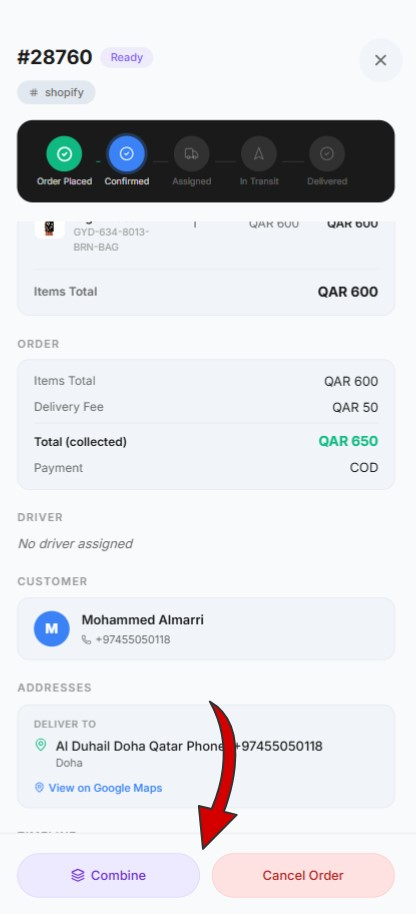 #28760 Ready
# shopify
Order Placed Confirmed Assigned In Transit Delivered
1 QAR 600 QAR 600
GYD-634-8013-
BRN-BAG
Items Total QAR 600
ORDER
Items Total QAR 600
Delivery Fee QAR 50
Total (collected) QAR 650
Payment COD
DRIVER
No driver assigned
CUSTOMER
M Mohammed Almarri
+97455050118
ADDRESSES
DELIVER TO
Al Duhail Doha Qatar Phone +97455050118
Doha
View on Google Maps
TIMELINE
Combine Cancel Order